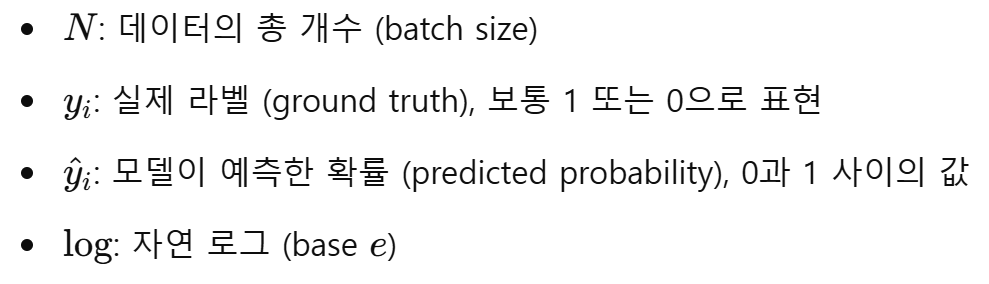 • N: 데이터의 총 개수 (batch size)
• yᵢ: 실제 라벨 (ground truth), 보통 1 또는 0으로 표현
• ŷᵢ: 모델이 예측한 확률 (predicted probability), 0과 1 사이의 값
• log: 자연 로그 (base e)